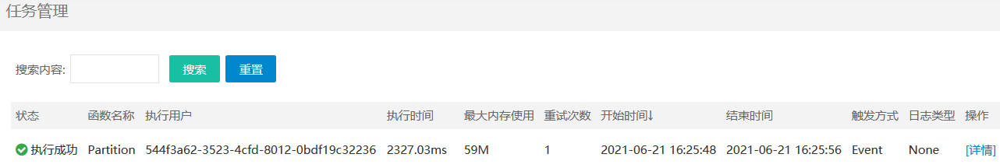 任务管理
搜索内容: 搜索 重置
状态 函数名称 执行用户 执行时间 最大内存使用 重试次数 开始时间↓ 结束时间 触发方式 日志类型 操作
执行成功 Partition 544f3a62-3523-4cfd-8012-0bdf19c32236 2327.03ms 59M 1 2021-06-21 16:25:48 2021-06-21 16:25:56 Event None [详情]